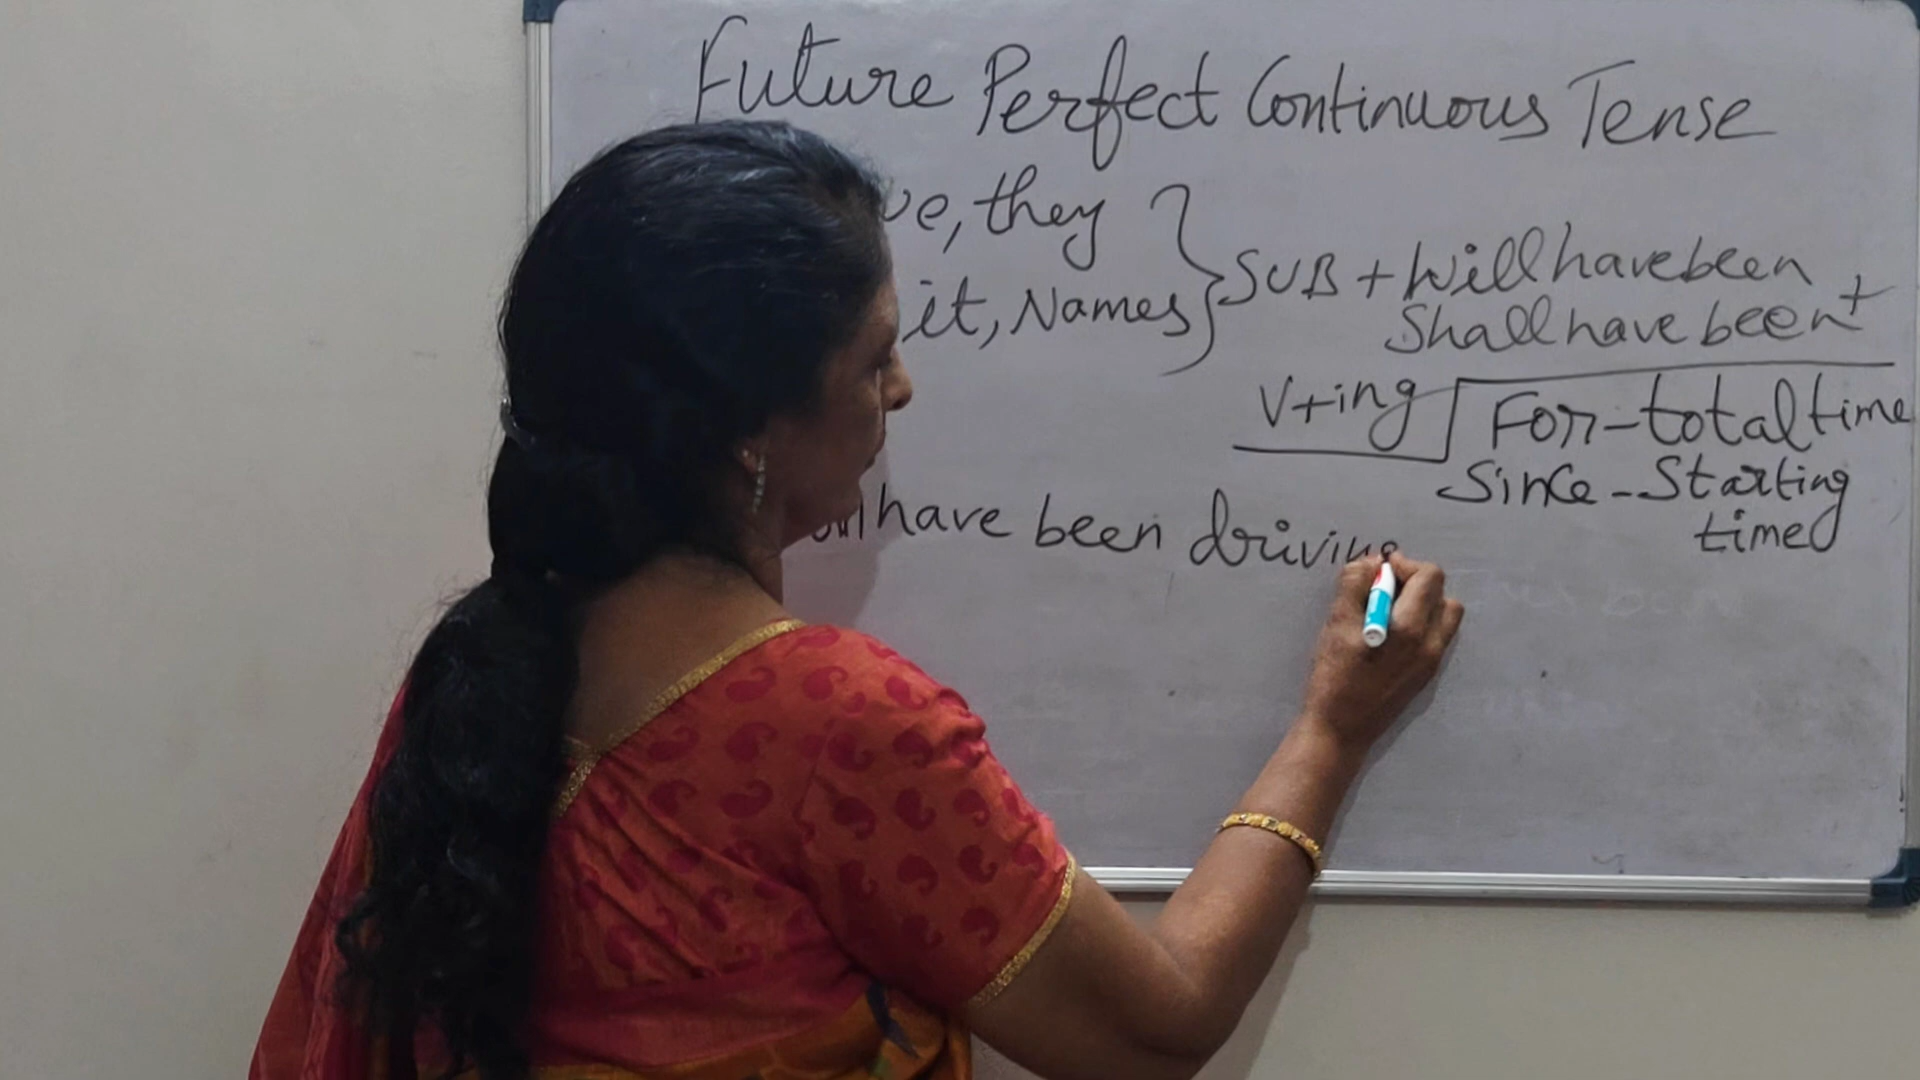 Future Perfect Continuous Tense
they
it, Names
} SUB + Will have been
Shall have been +
V+ing
For - total time
Since - Starting
time
have been driving